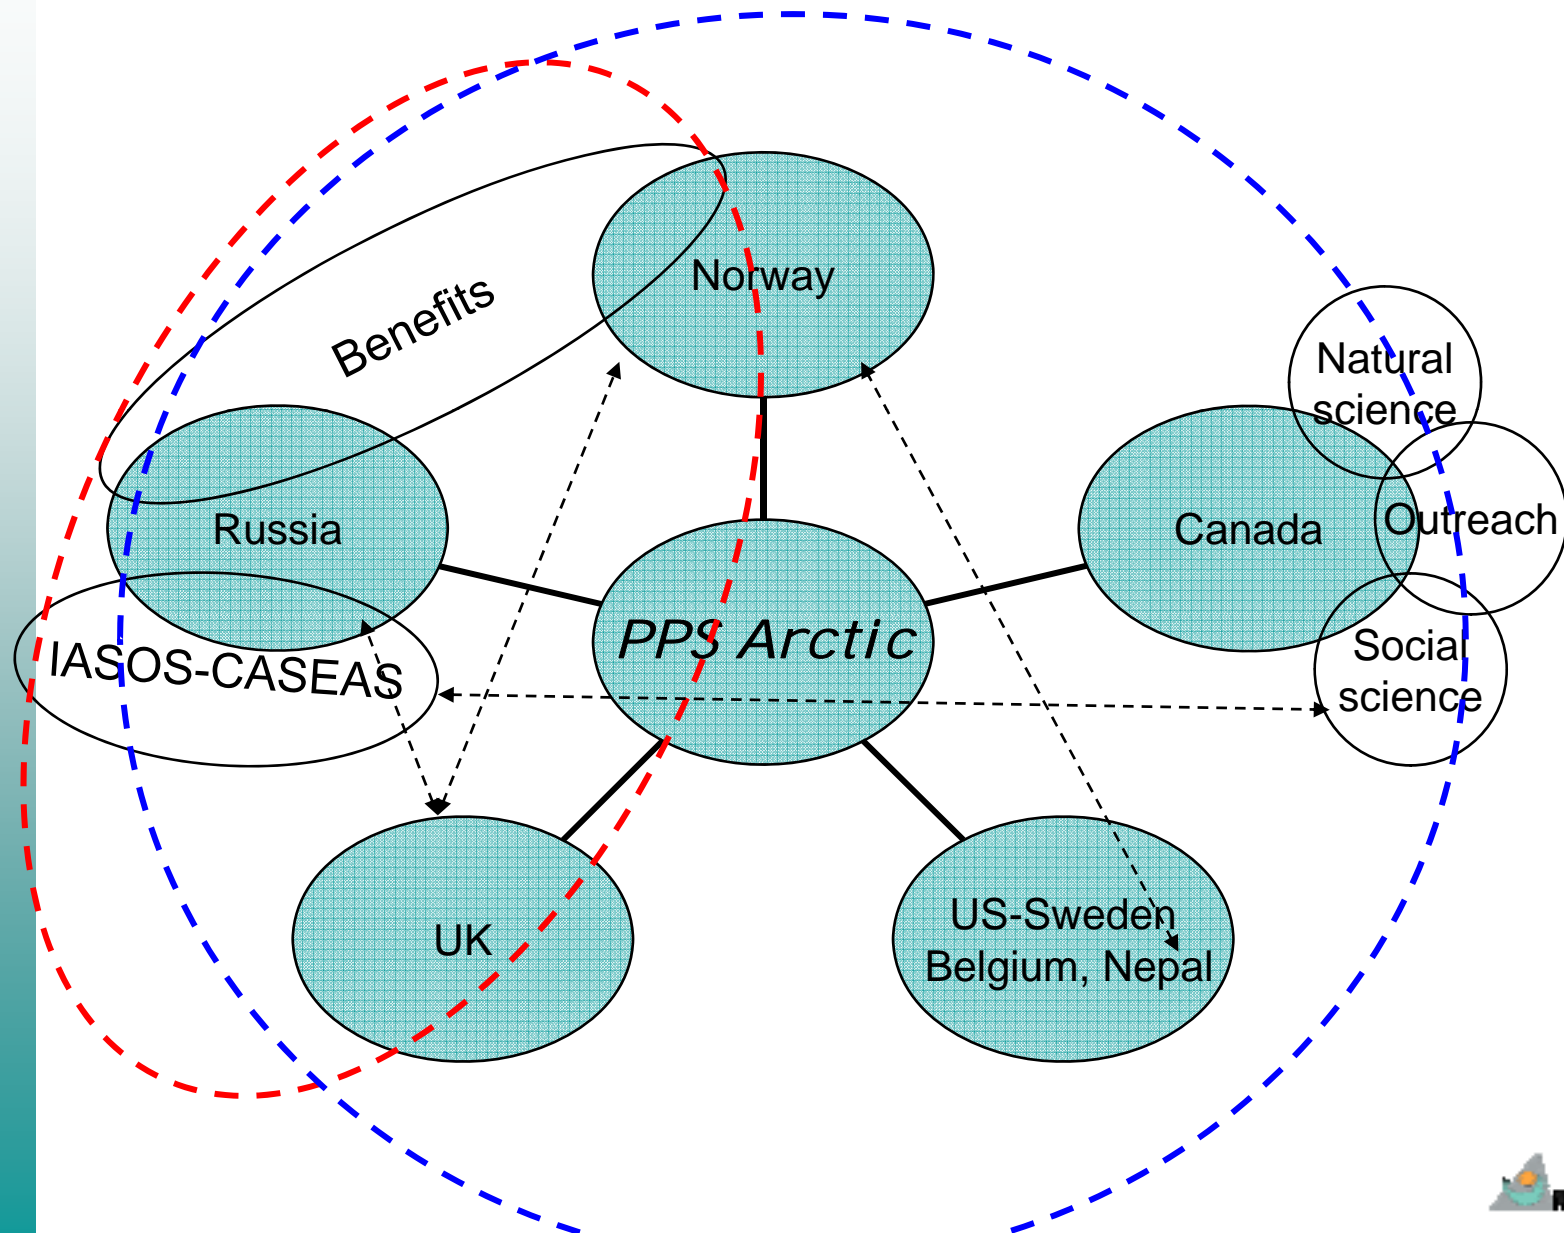 Norway
Benefits
Natural
science
Russia
Canada
Outreach
PPS Arctic
IASOS-CASEAS
Social
science
UK
US-Sweden
Belgium, Nepal